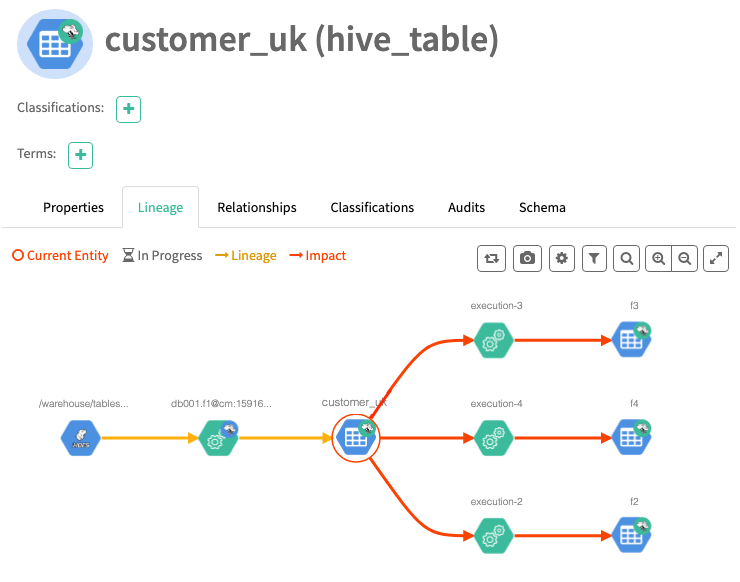 customer_uk (hive_table)
Classifications:
Terms:
Properties Lineage Relationships Classifications Audits Schema
Current Entity In Progress Lineage Impact
execution-3 f3
/warehouse/tables... db001.f1@cm:15916... customer_uk execution-4 f4
execution-2 f2